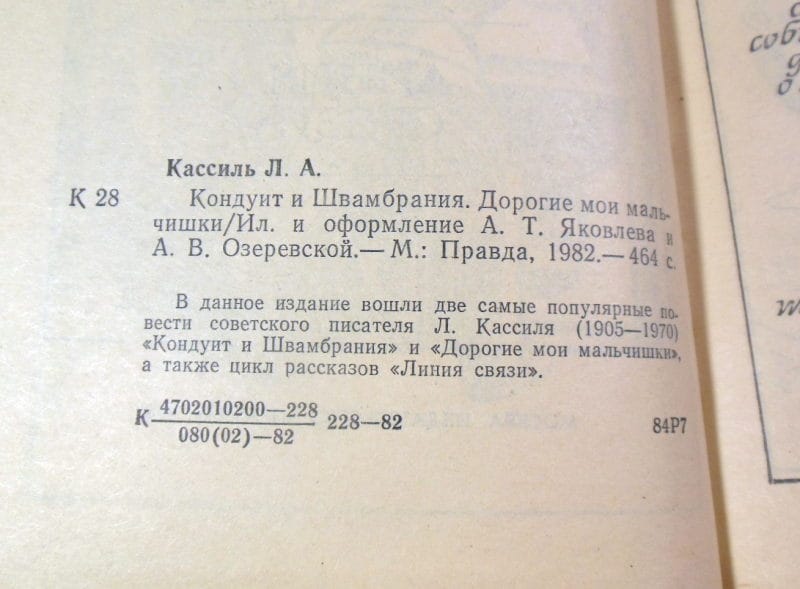 Кассиль Л. А.
К 28 Кондуит и Швамбрания. Дорогие мои маль-
чишки/Ил. и оформление А. Т. Яковлева и
А. В. Озеревской.— М.: Правда, 1982.— 464 с.
В данное издание вошли две самые популярные по-
вести советского писателя Л. Кассиля (1905—1970)
«Кондуит и Швамбрания» и «Дорогие мои мальчишки»,
а также цикл рассказов «Линия связи».
К 4702010200—228 228—82 84Р7
080(02)—82